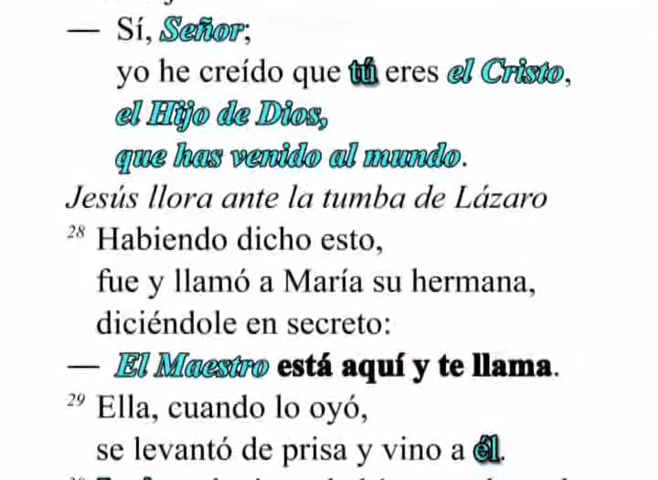 — Sí, Señor;
yo he creído que tú eres el Cristo,
el Hijo de Dios,
que has venido al mundo.
Jesús llora ante la tumba de Lázaro
28 Habiendo dicho esto,
fue y llamó a María su hermana,
diciéndole en secreto:
— El Maestro está aquí y te llama.
29 Ella, cuando lo oyó,
se levantó de prisa y vino a él.